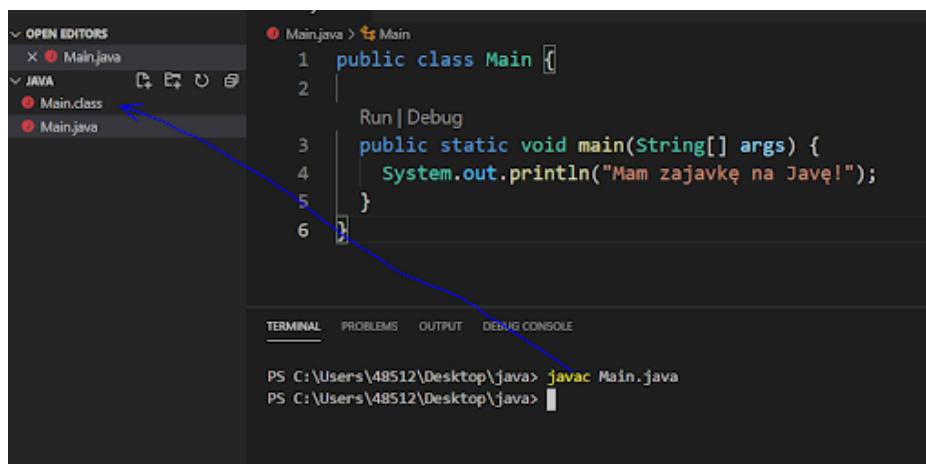 OPEN EDITORS
Main.java
JAVA
Main.class
Main.java
Main.java > Main
1 public class Main {
2
Run | Debug
3 public static void main(String[] args) {
4 System.out.println("Mam zajavkę na Javę!");
5 }
6 }
TERMINAL PROBLEMS OUTPUT DEBUG CONSOLE
PS C:\Users\48512\Desktop\java> javac Main.java
PS C:\Users\48512\Desktop\java>